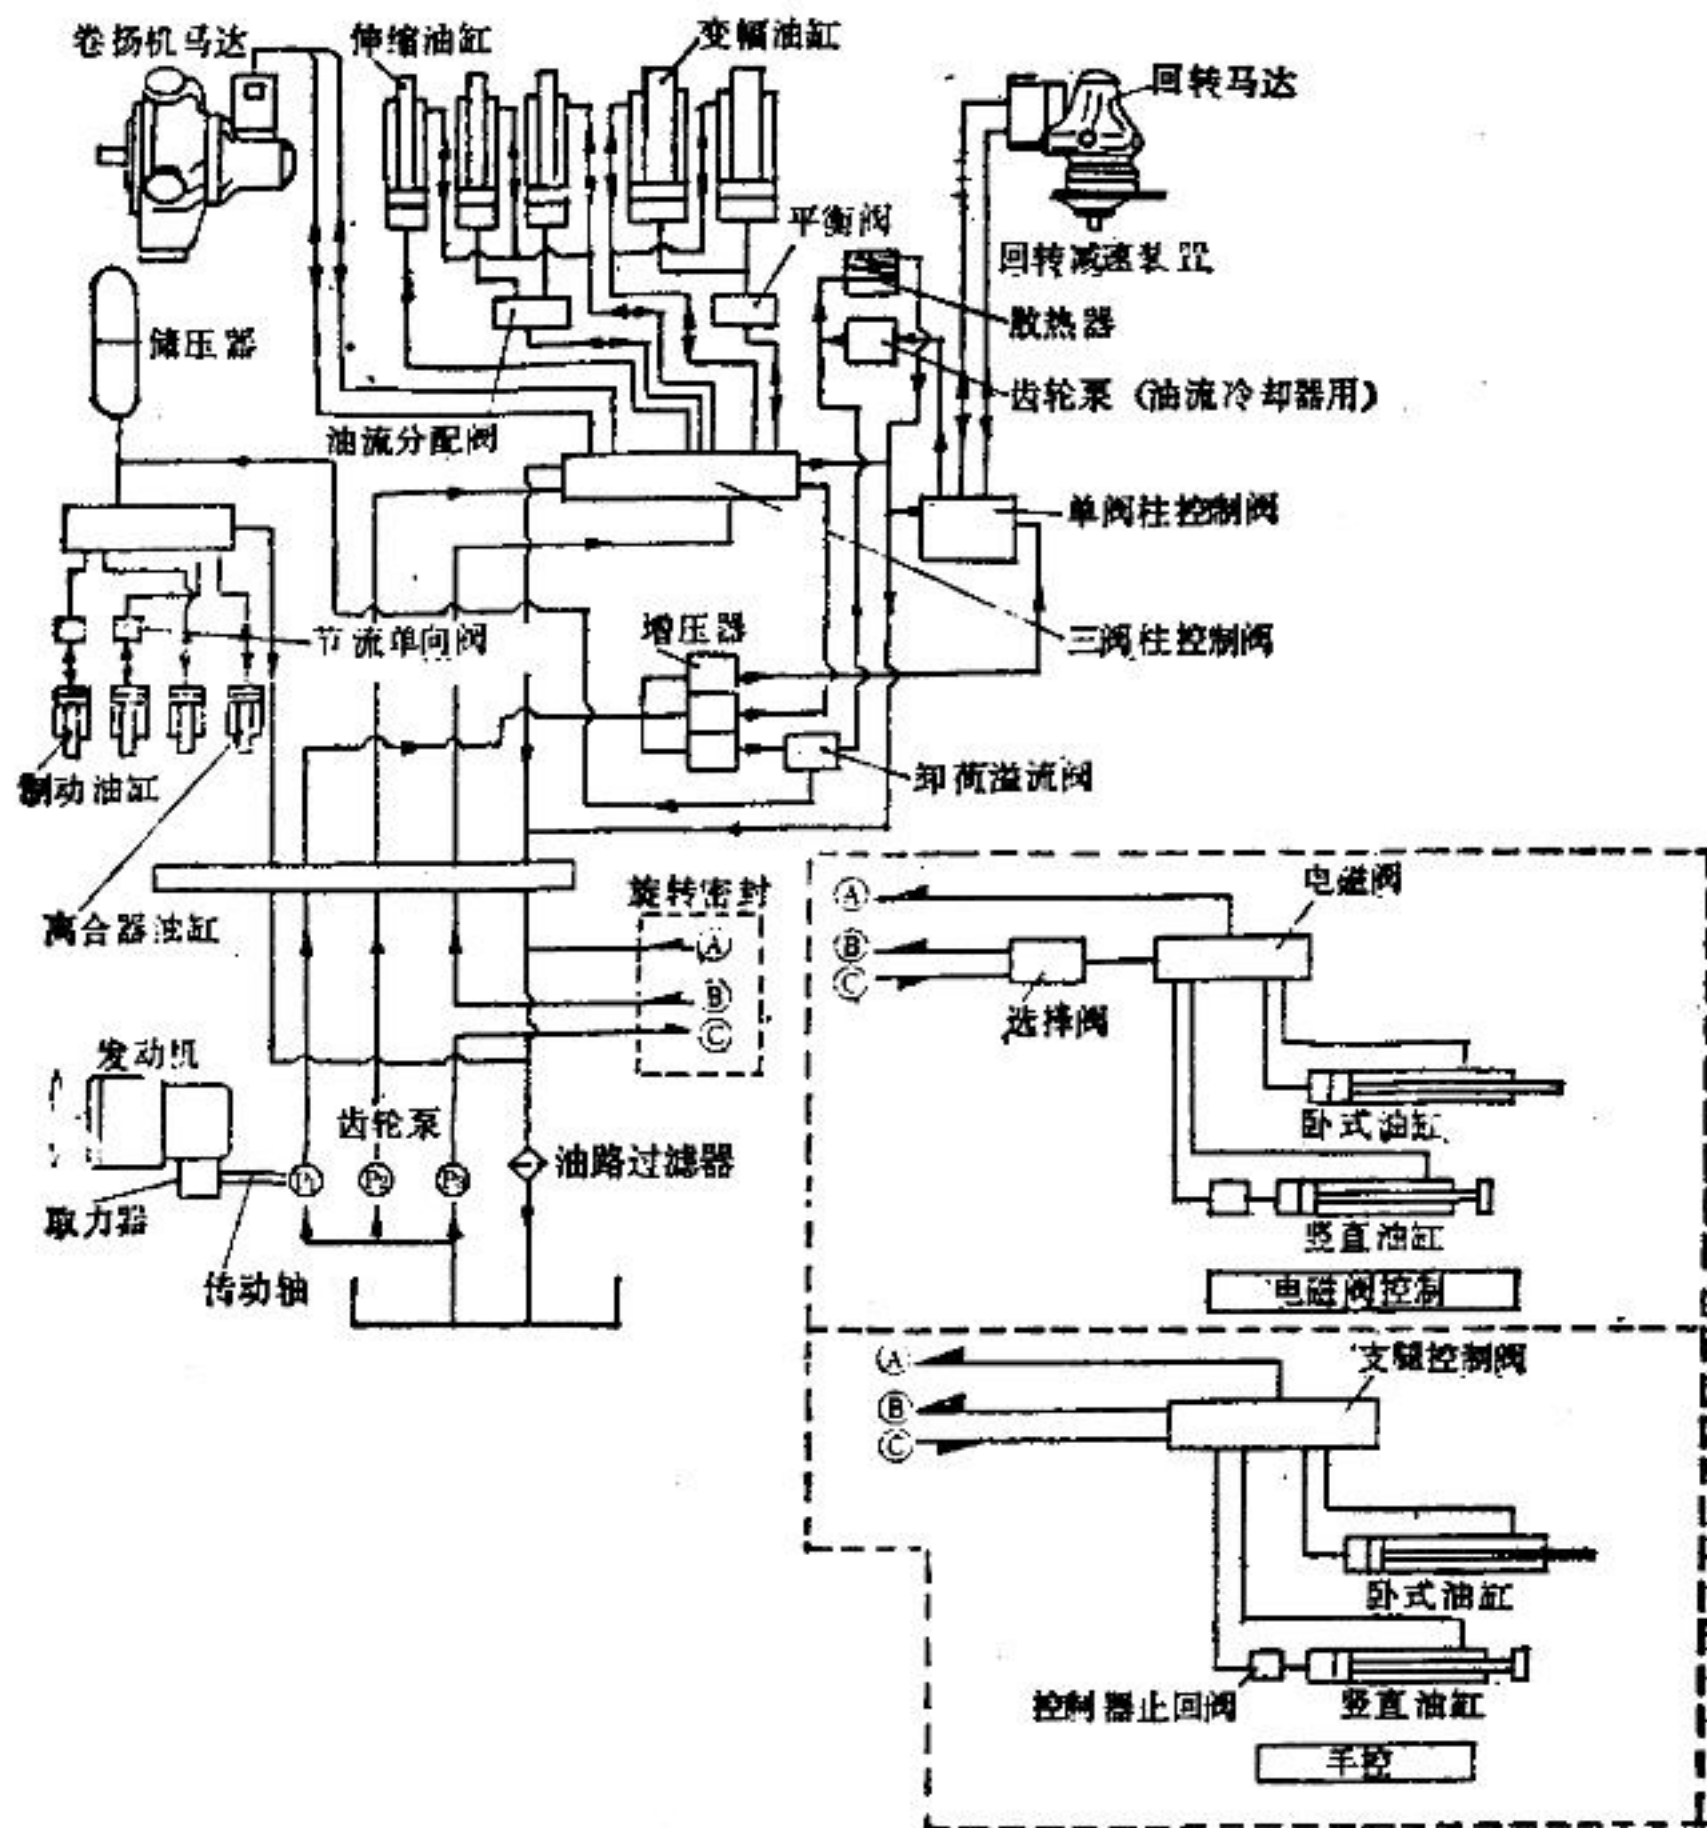 卷扬机马达
伸缩油缸
变幅油缸
回转马达
平衡阀
回转减速装置
散热器
储压器
齿轮泵（油流冷却器用）
油流分配阀
单阀柱控制阀
节流单向阀
增压器
三阀柱控制阀
制动油缸
卸荷溢流阀
电磁阀
旋转密封
离合器油缸
Ⓐ
Ⓐ
Ⓑ
Ⓑ
Ⓒ
Ⓒ
选择阀
发动机
齿轮泵
卧式油缸
油路过滤器
P1
P2
P3
取力器
竖直油缸
传动轴
电磁阀控制
支腿控制阀
Ⓐ
Ⓑ
Ⓒ
卧式油缸
控制器止回阀
竖直油缸
手控